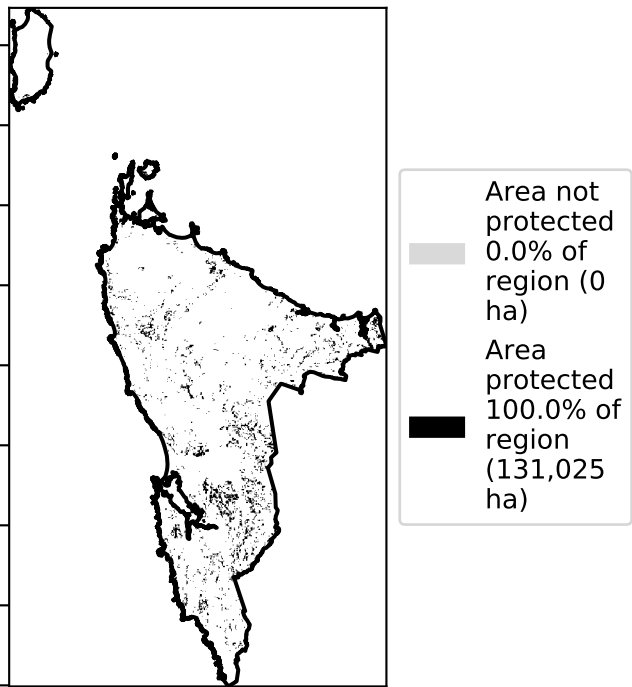 Area not
protected
0.0% of
region (0
ha)
Area
protected
100.0% of
region
(131,025
ha)